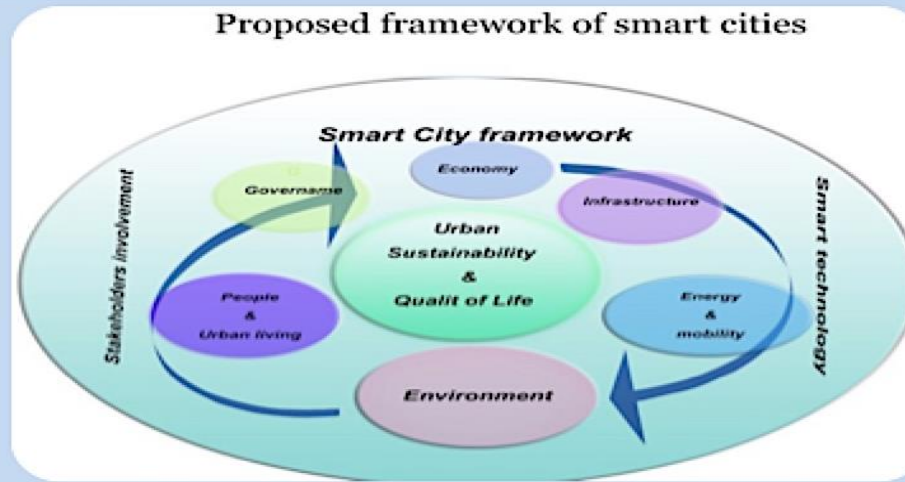 Proposed framework of smart cities
Smart City framework
Economy
Govername
Infrastructure
Urban
Sustainability
&
Qualit of Life
People
&
Urban living
Energy
&
mobility
Environment
Stakeholders involvement
Smart technology